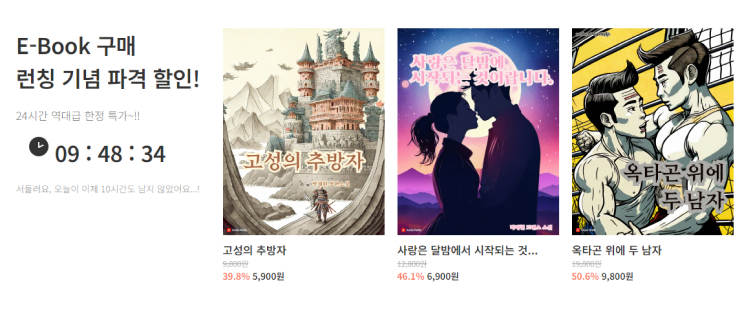 E-Book 구매
런칭 기념 파격 할인!
24시간 역대급 한정 특가~!!
09 : 48 : 34
서둘러요, 오늘이 이제 10시간도 남지 않았어요...!
고성의 추방자
사랑은 달밤에
시작되는 것이랍니다.
옥타곤 위에
두 남자
고성의 추방자
9,800원
39.8% 5,900원
사랑은 달밤에서 시작되는 것...
12,800원
46.1% 6,900원
옥타곤 위에 두 남자
19,800원
50.6% 9,800원